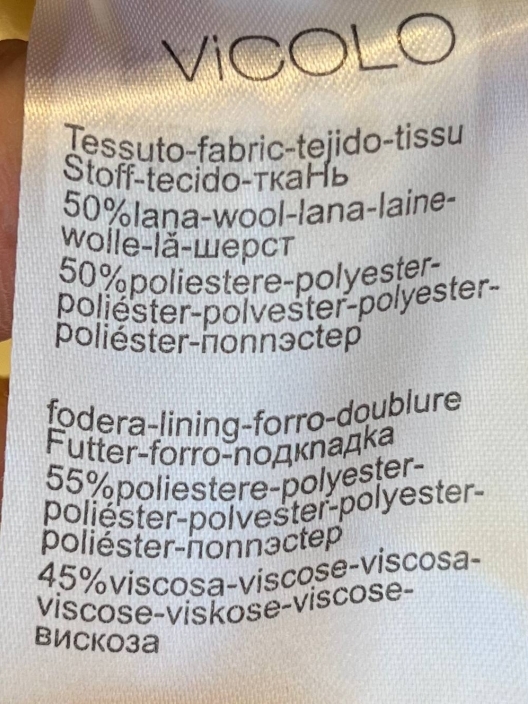 ViCOLO
Tessuto-fabric-tejido-tissu
Stoff-tecido-ткаНь
50%lana-wool-lana-laine-
wolle-lă-шерст
50%poliestere-polyester-
poliéster-polvester-polyester-
poliéster-поппэстер
fodera-lining-forro-doublure
Futter-forro-подкпадка
55%poliestere-polyester-
poliéster-polvester-polyester-
poliéster-поппэстер
45%viscosa-viscose-viscosa-
viscose-viskose-viscose-
вискоза